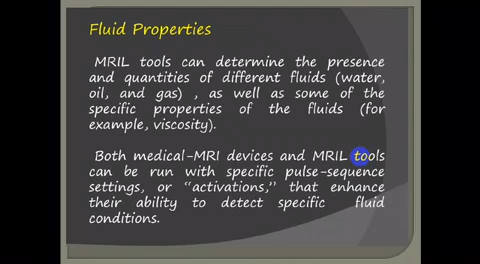 Fluid Properties
MRIL tools can determine the presence
and quantities of different fluids (water,
oil, and gas) , as well as some of the
specific properties of the fluids (for
example, viscosity).
Both medical-MRI devices and MRIL tools
can be run with specific pulse-sequence
settings, or “activations,” that enhance
their ability to detect specific fluid
conditions.